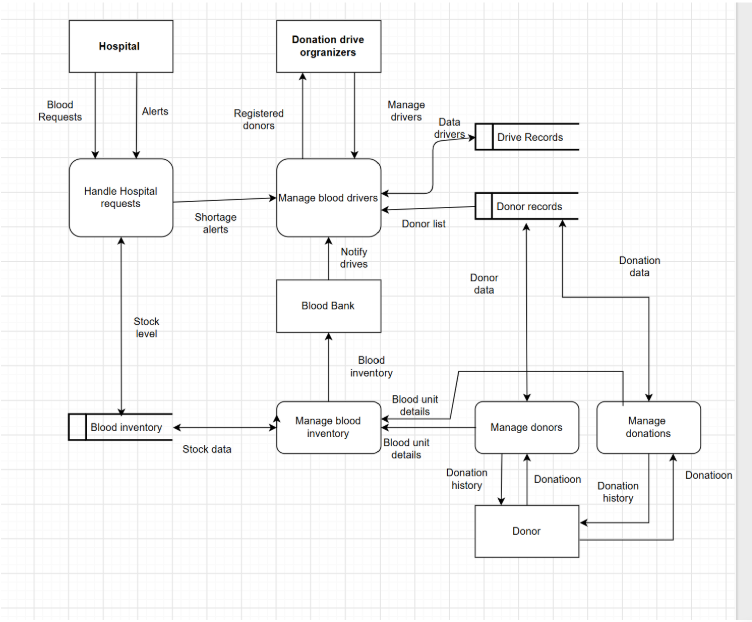 Hospital
Donation drive
orgranizers
Blood
Requests
Alerts
Registered
donors
Manage
drivers
Data
drivers
Drive Records
Handle Hospital
requests
Manage blood drivers
Donor records
Shortage
alerts
Donor list
Notify
drives
Donation
data
Donor
data
Blood Bank
Stock
level
Blood
inventory
Blood unit
details
Blood inventory
Manage blood
inventory
Manage donors
Manage
donations
Stock data
Blood unit
details
Donation
history
Donatioon
Donation
history
Donatioon
Donor